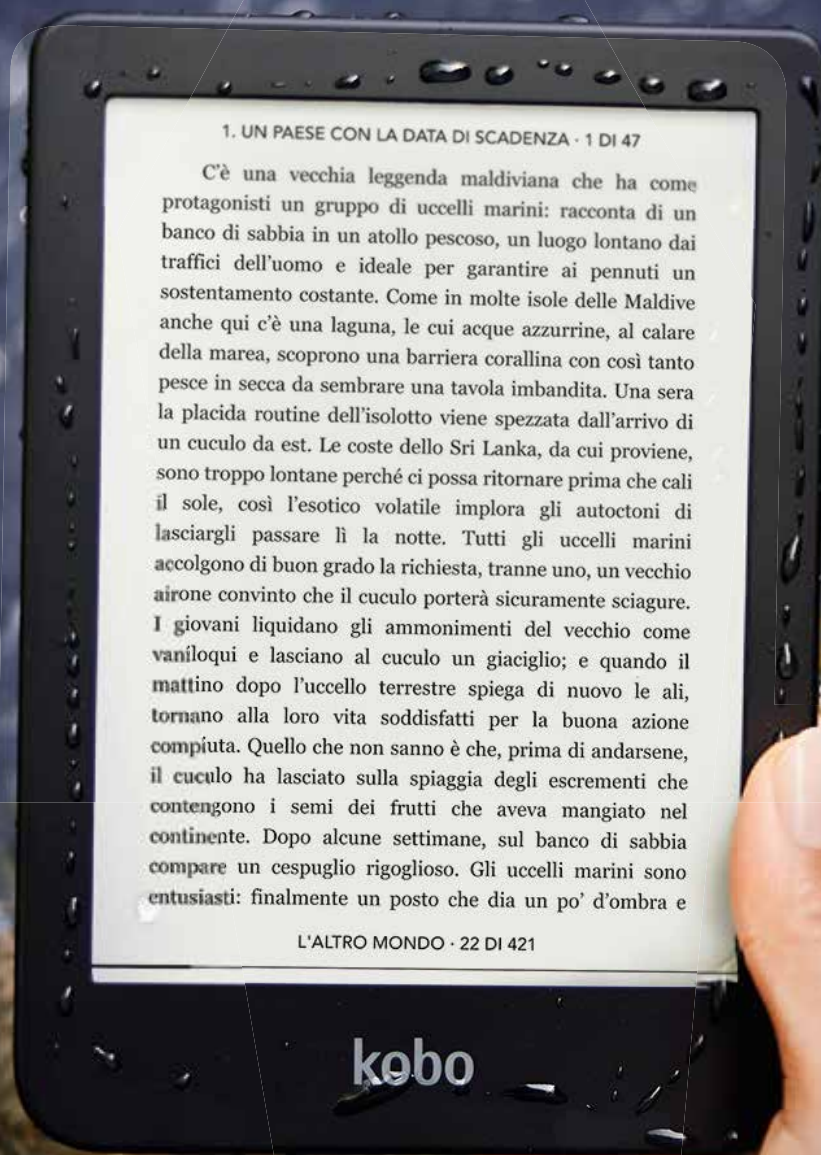 1. UN PAESE CON LA DATA DI SCADENZA · 1 DI 47
C'è una vecchia leggenda maldiviana che ha come
protagonisti un gruppo di uccelli marini: racconta di un
banco di sabbia in un atollo pescoso, un luogo lontano dai
traffici dell'uomo e ideale per garantire ai pennuti un
sostentamento costante. Come in molte isole delle Maldive
anche qui c'è una laguna, le cui acque azzurrine, al calare
della marea, scoprono una barriera corallina con così tanto
pesce in secca da sembrare una tavola imbandita. Una sera
la placida routine dell'isolotto viene spezzata dall'arrivo di
un cuculo da est. Le coste dello Sri Lanka, da cui proviene,
sono troppo lontane perché ci possa ritornare prima che cali
il sole, così l'esotico volatile implora gli autoctoni di
lasciargli passare lì la notte. Tutti gli uccelli marini
accolgono di buon grado la richiesta, tranne uno, un vecchio
airone convinto che il cuculo porterà sicuramente sciagure.
I giovani liquidano gli ammonimenti del vecchio come
vaniloqui e lasciano al cuculo un giaciglio; e quando il
mattino dopo l'uccello terrestre spiega di nuovo le ali,
tornano alla loro vita soddisfatti per la buona azione
compiuta. Quello che non sanno è che, prima di andarsene,
il cuculo ha lasciato sulla spiaggia degli escrementi che
contengono i semi dei frutti che aveva mangiato nel
continente. Dopo alcune settimane, sul banco di sabbia
compare un cespuglio rigoglioso. Gli uccelli marini sono
entusiasti: finalmente un posto che dia un po' d'ombra e
L'ALTRO MONDO · 22 DI 421
kobo